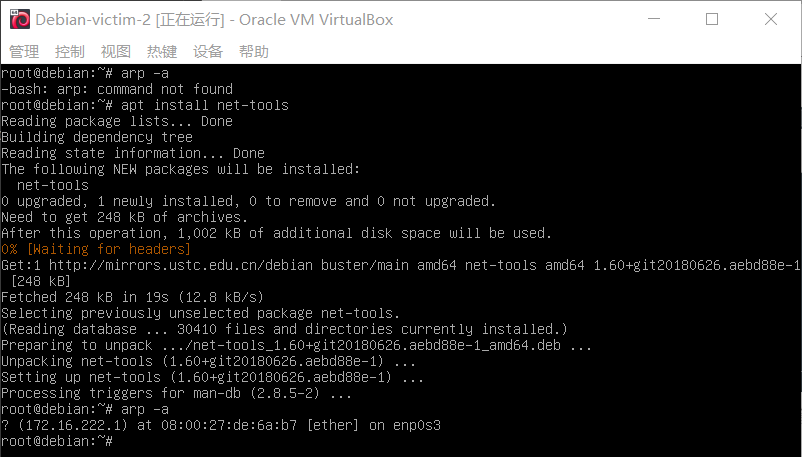 Debian-victim-2 [正在运行] - Oracle VM VirtualBox
管理 控制 视图 热键 设备 帮助
root@debian:~# arp -a
-bash: arp: command not found
root@debian:~# apt install net-tools
Reading package lists... Done
Building dependency tree
Reading state information... Done
The following NEW packages will be installed:
  net-tools
0 upgraded, 1 newly installed, 0 to remove and 0 not upgraded.
Need to get 248 kB of archives.
After this operation, 1,002 kB of additional disk space will be used.
0% [Waiting for headers]
Get:1 http://mirrors.ustc.edu.cn/debian buster/main amd64 net-tools amd64 1.60+git20180626.aebd88e-1
 [248 kB]
Fetched 248 kB in 19s (12.8 kB/s)
Selecting previously unselected package net-tools.
(Reading database ... 30410 files and directories currently installed.)
Preparing to unpack .../net-tools_1.60+git20180626.aebd88e-1_amd64.deb ...
Unpacking net-tools (1.60+git20180626.aebd88e-1) ...
Setting up net-tools (1.60+git20180626.aebd88e-1) ...
Processing triggers for man-db (2.8.5-2) ...
root@debian:~# arp -a
? (172.16.222.1) at 08:00:27:de:6a:b7 [ether] on enp0s3
root@debian:~#